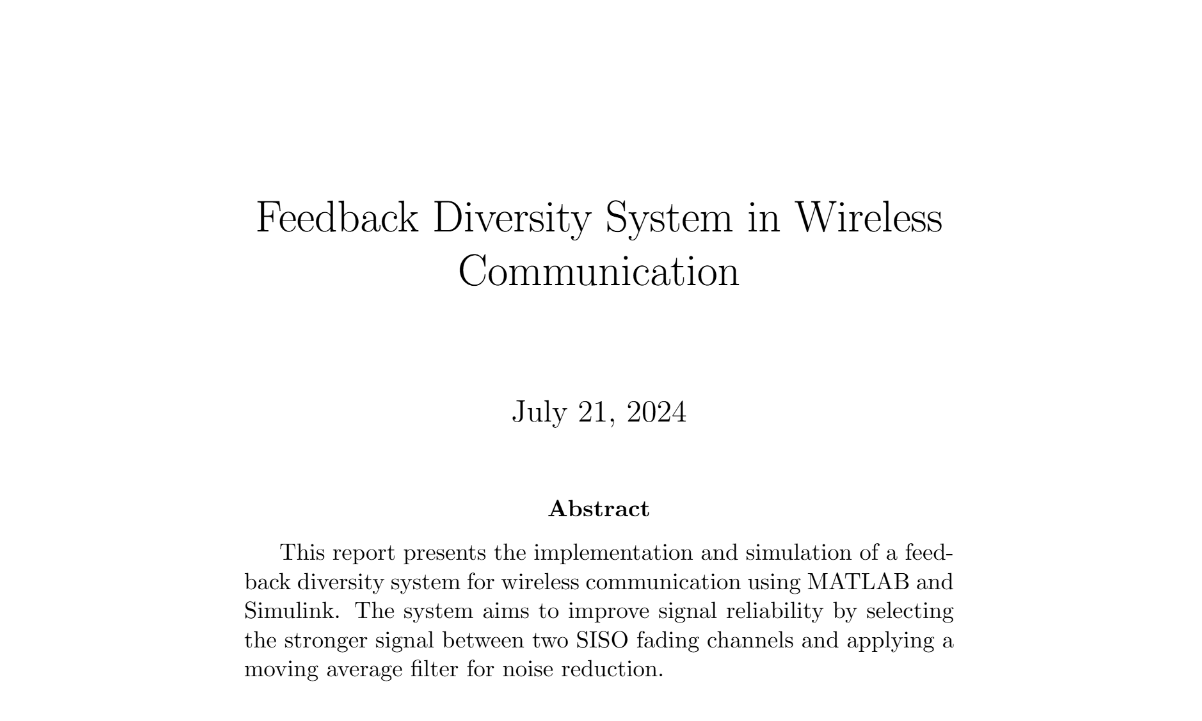 Feedback Diversity System in Wireless
Communication
July 21, 2024
Abstract
This report presents the implementation and simulation of a feed-
back diversity system for wireless communication using MATLAB and
Simulink. The system aims to improve signal reliability by selecting
the stronger signal between two SISO fading channels and applying a
moving average filter for noise reduction.